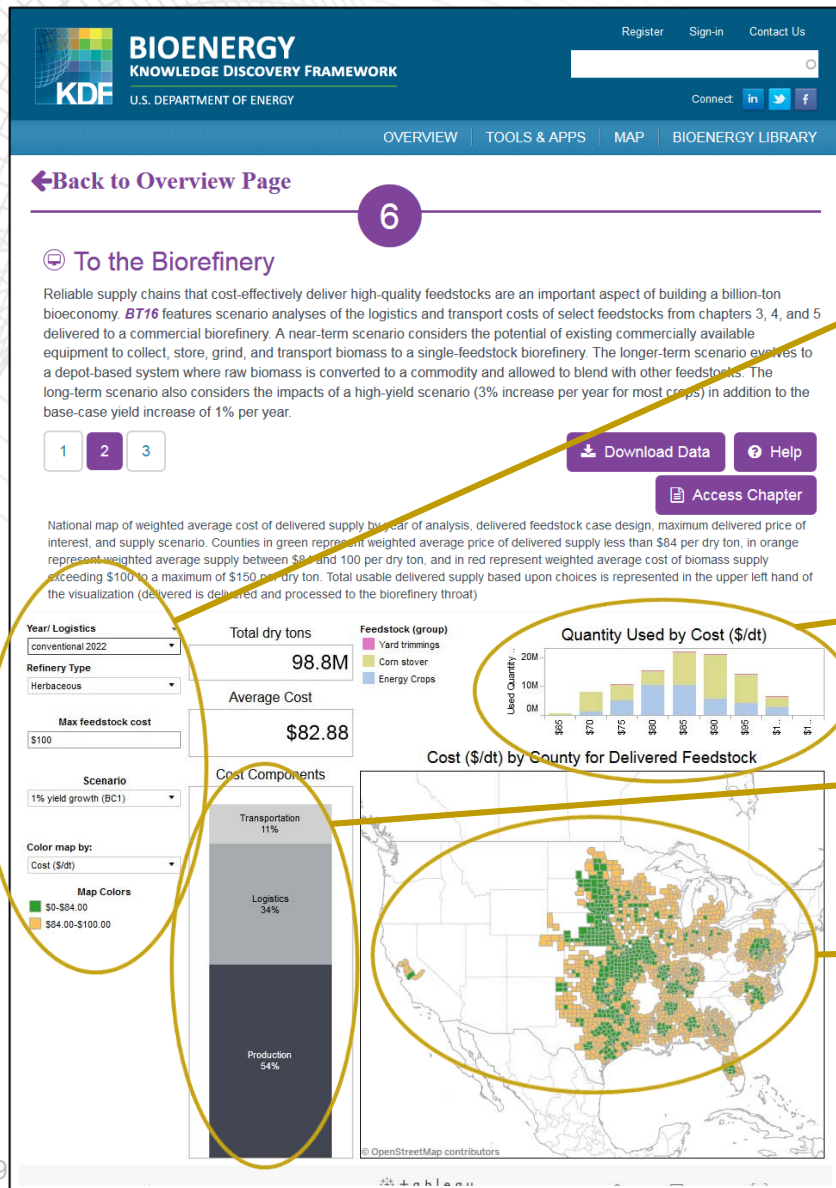 Register Sign-in Contact Us
BIOENERGY
KNOWLEDGE DISCOVERY FRAMEWORK
KDF
U.S. DEPARTMENT OF ENERGY
Connect: in f
OVERVIEW TOOLS & APPS MAP BIOENERGY LIBRARY
Back to Overview Page
6
To the Biorefinery
Reliable supply chains that cost-effectively deliver high-quality feedstocks are an important aspect of building a billion-ton
bioeconomy. BT16 features scenario analyses of the logistics and transport costs of select feedstocks from chapters 3, 4, and 5
delivered to a commercial biorefinery. A near-term scenario considers the potential of existing commercially available
equipment to collect, store, grind, and transport biomass to a single-feedstock biorefinery. The longer-term scenario evolves to
a depot-based system where raw biomass is converted to a commodity and allowed to blend with other feedstocks. The
long-term scenario also considers the impacts of a high-yield scenario (3% increase per year for most crops) in addition to the
base-case yield increase of 1% per year.
1 2 3
Download Data Help
Access Chapter
National map of weighted average cost of delivered supply by year of analysis, delivered feedstock case design, maximum delivered price of
interest, and supply scenario. Counties in green represent weighted average price of delivered supply less than $84 per dry ton, in orange
represent weighted average supply between $84 and 100 per dry ton, and in red represent weighted average cost of biomass supply
exceeding $100 to a maximum of $150 per dry ton. Total usable delivered supply based upon choices is represented in the upper left hand of
the visualization (delivered is delivered and processed to the biorefinery throat)
Year/ Logistics
conventional 2022
Refinery Type
Herbaceous
Max feedstock cost
$100
Scenario
1% yield growth (BC1)
Color map by:
Cost ($/dt)
Map Colors
$0-$84.00
$84.00-$100.00
Total dry tons
98.8M
Average Cost
$82.88
Cost Components
Transportation
11%
Logistics
34%
Production
54%
Feedstock (group)
Yard trimmings
Corn stover
Energy Crops
Quantity Used by Cost ($/dt)
Used Quantity ..
20M
10M
0M
$65 $70 $75 $80 $85 $90 $95 $1.. $1..
Cost ($/dt) by County for Delivered Feedstock
© OpenStreetMap contributors
9
tableau